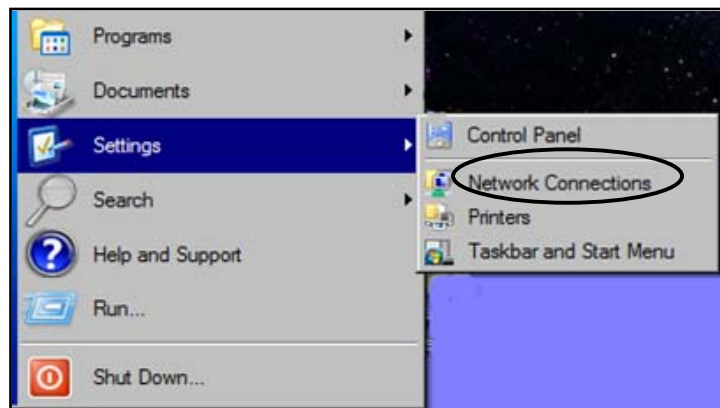 Programs
Documents
Settings
Search
Help and Support
Run...
Shut Down...
Control Panel
Network Connections
Printers
Taskbar and Start Menu